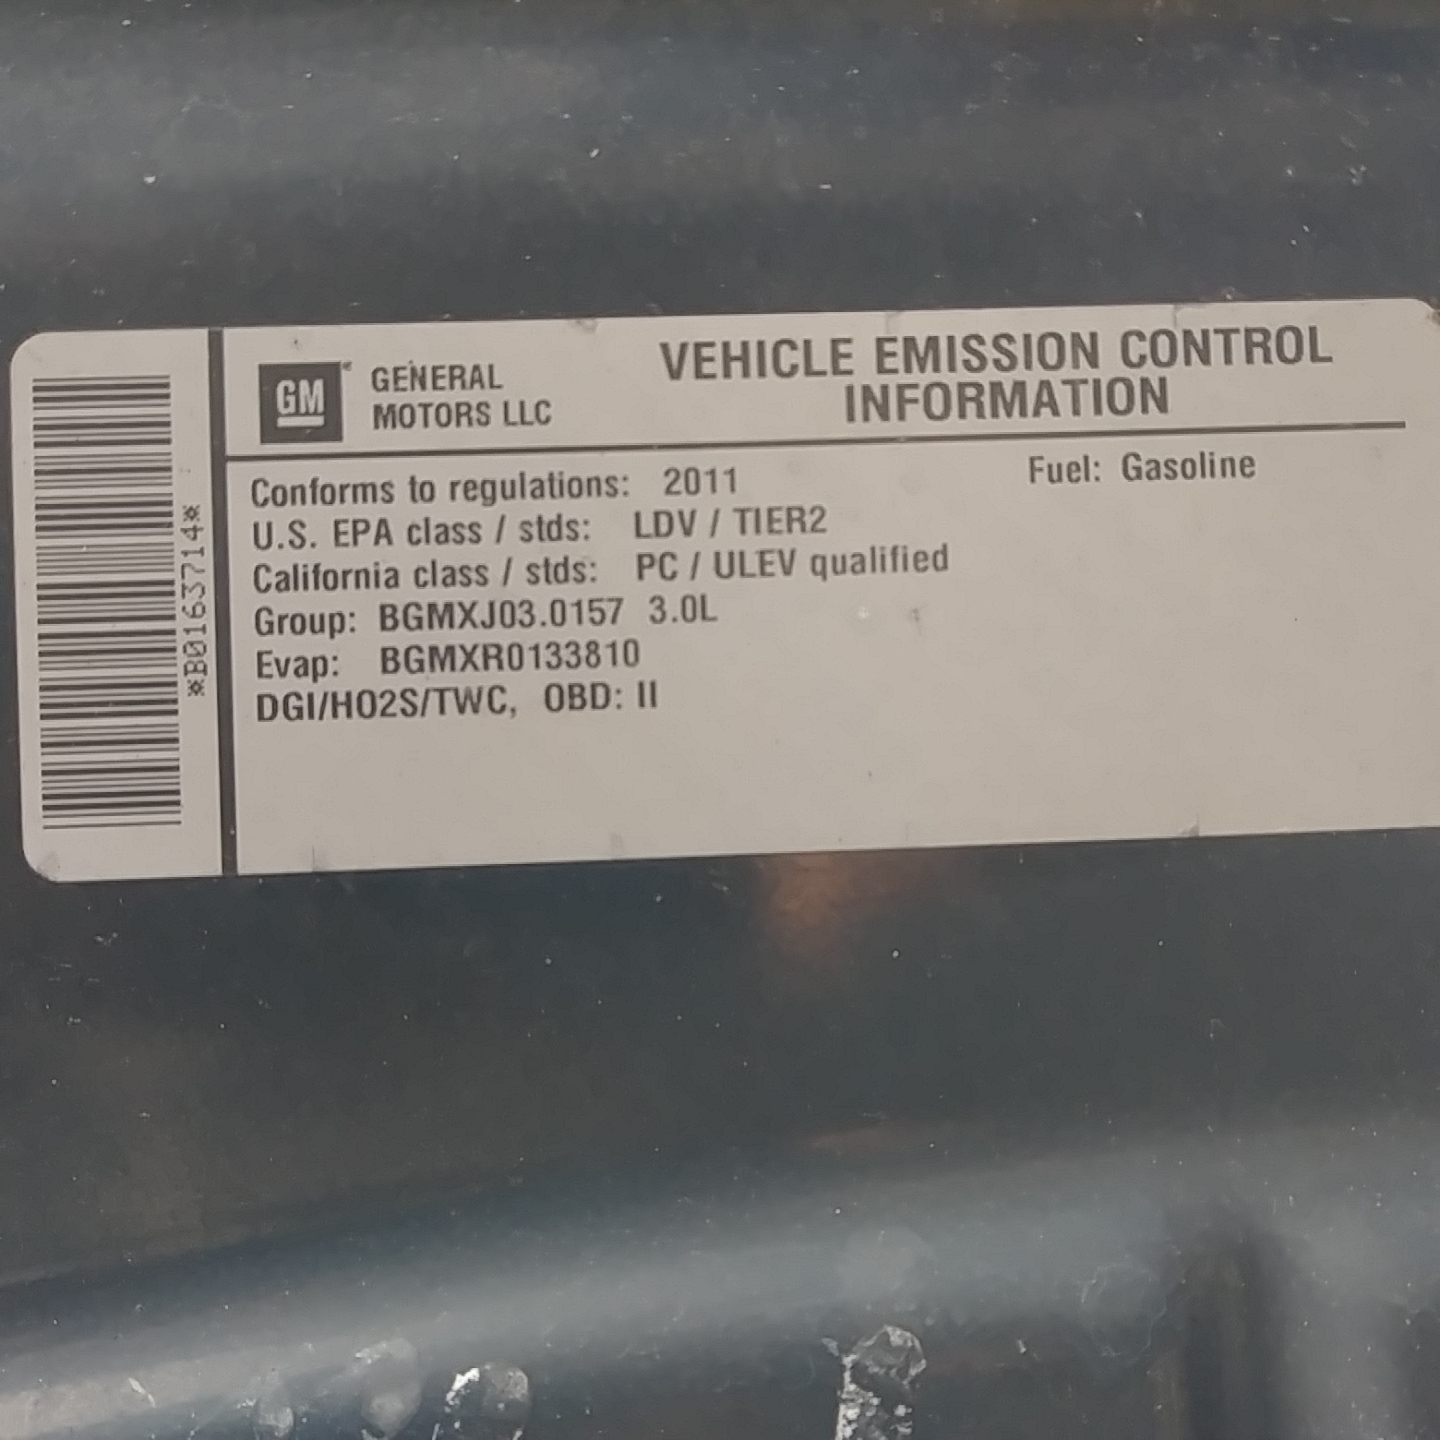 *B0163714*
GM
GENERAL
MOTORS LLC
VEHICLE EMISSION CONTROL
INFORMATION
Conforms to regulations: 2011
Fuel: Gasoline
U.S. EPA class / stds: LDV / TIER2
California class / stds: PC / ULEV qualified
Group: BGMXJ03.0157 3.0L
Evap: BGMXR0133810
DGI/HO2S/TWC, OBD: II